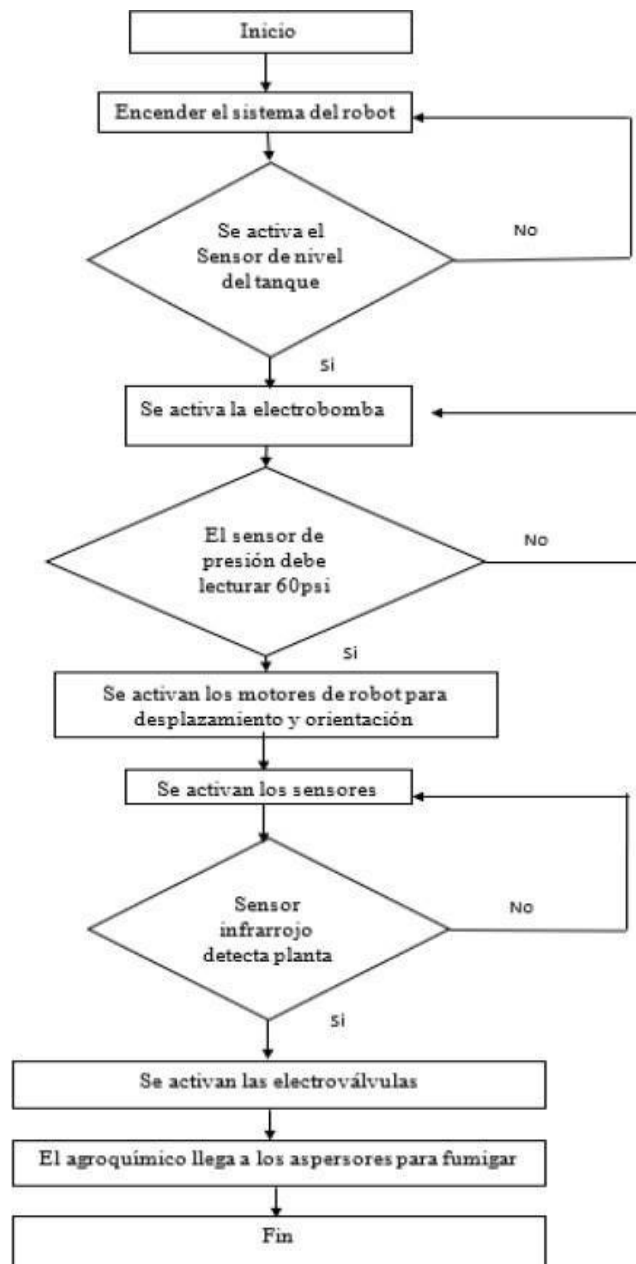 Inicio
Encender el sistema del robot
Se activa el
Sensor de nivel
del tanque
No
Si
Se activa la electrobomba
El sensor de
presión debe
lecturar 60psi
No
Si
Se activan los motores de robot para
desplazamiento y orientación
Se activan los sensores
Sensor
infrarrojo
detecta planta
No
Si
Se activan las electroválvulas
El agroquímico llega a los aspersores para fumigar
Fin